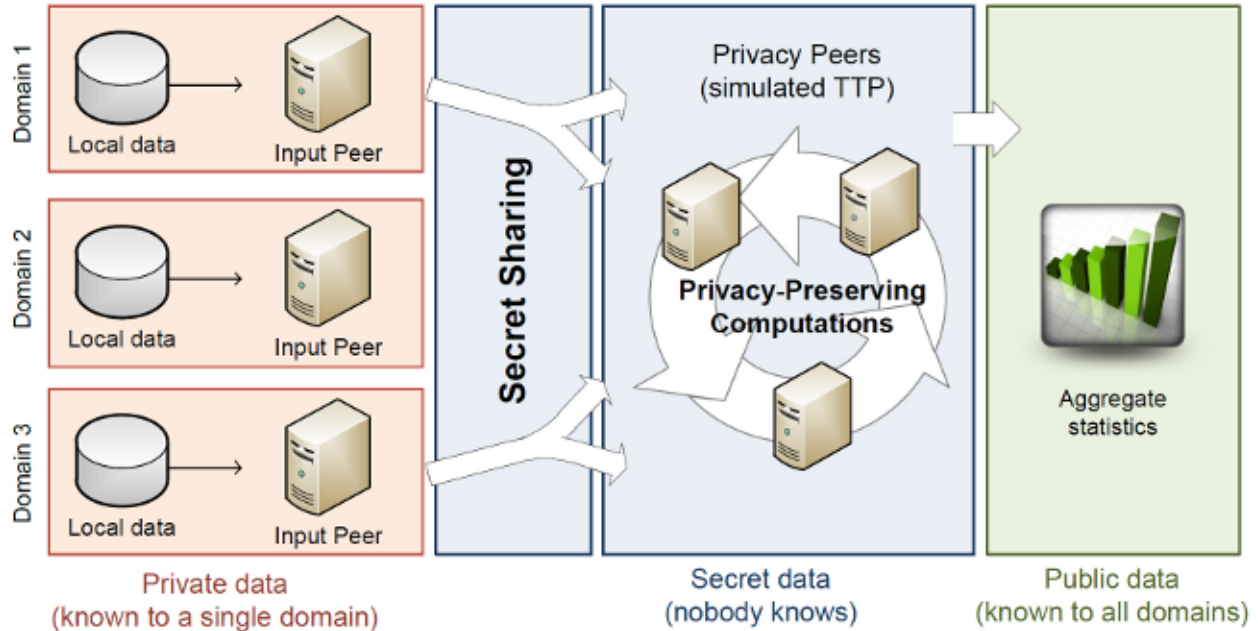 Domain 1
Local data
Input Peer
Domain 2
Local data
Input Peer
Domain 3
Local data
Input Peer
Private data
(known to a single domain)
Secret Sharing
Privacy Peers
(simulated TTP)
Privacy-Preserving
Computations
Secret data
(nobody knows)
Aggregate
statistics
Public data
(known to all domains)